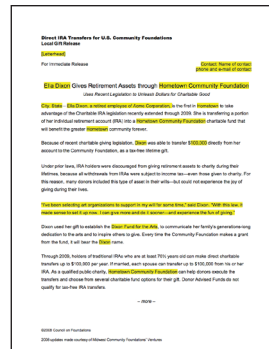 Direct IRA Transfers for U.S. Community Foundations
Local Gift Release
[Letterhead]
For Immediate Release
Contact: Name of contact
phone and e-mail of contact
Ella Dixon Gives Retirement Assets through Hometown Community Foundation
Uses Recent Legislation to Unleash Dollars for Charitable Good
City, State – Ella Dixon, a retired employee of Acme Corporation, is the first in Hometown to take
advantage of the Charitable IRA legislation recently extended through 2009. She is transferring a portion
of her individual retirement account (IRA) into a Hometown Community Foundation charitable fund that
will benefit the greater Hometown community forever.
Because of recent charitable giving legislation, Dixon was able to transfer $100,000 directly from her
account to the Community Foundation, as a tax-free lifetime gift.
Under prior laws, IRA holders were discouraged from giving retirement assets to charity during their
lifetimes, because all withdrawals from IRAs were subject to income tax—even those given to charity. For
this reason, many donors included this type of asset in their wills—but could not experience the joy of
giving during their lives.
"I've been selecting art organizations to support in my will for some time," said Dixon. "With this law, it
made sense to act it up now. I can give more and do it sooner—and experience the fun of giving."
Dixon used her gift to establish the Dixon Fund for the Arts, to communicate her family's generations-long
dedication to the arts and to inspire others to give. Every time the Community Foundation makes a grant
from the fund, it will bear the Dixon name.
Through 2009, holders of traditional IRAs who are at least 70½ years old can make direct charitable
transfers up to $100,000 per year. If married, each spouse can transfer up to $100,000 from his or her
IRA. As a qualified public charity, Hometown Community Foundation can help donors execute the
transfers and choose from several charitable fund options for their gift. Donor Advised Funds do not
qualify for tax-free IRA transfers.
– more –
©2008 Council on Foundations
2009 updates made courtesy of Midwest Community Foundations' Ventures